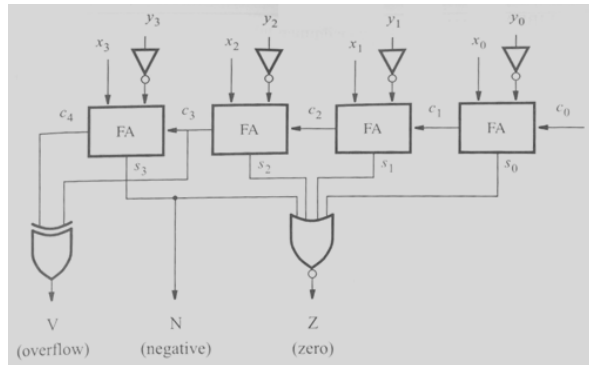 y3 y2 y1 y0
x3 x2 x1 x0
c4 c3 c2 c1 c0
FA FA FA FA
s3 s2 s1 s0
V N Z
(overflow) (negative) (zero)